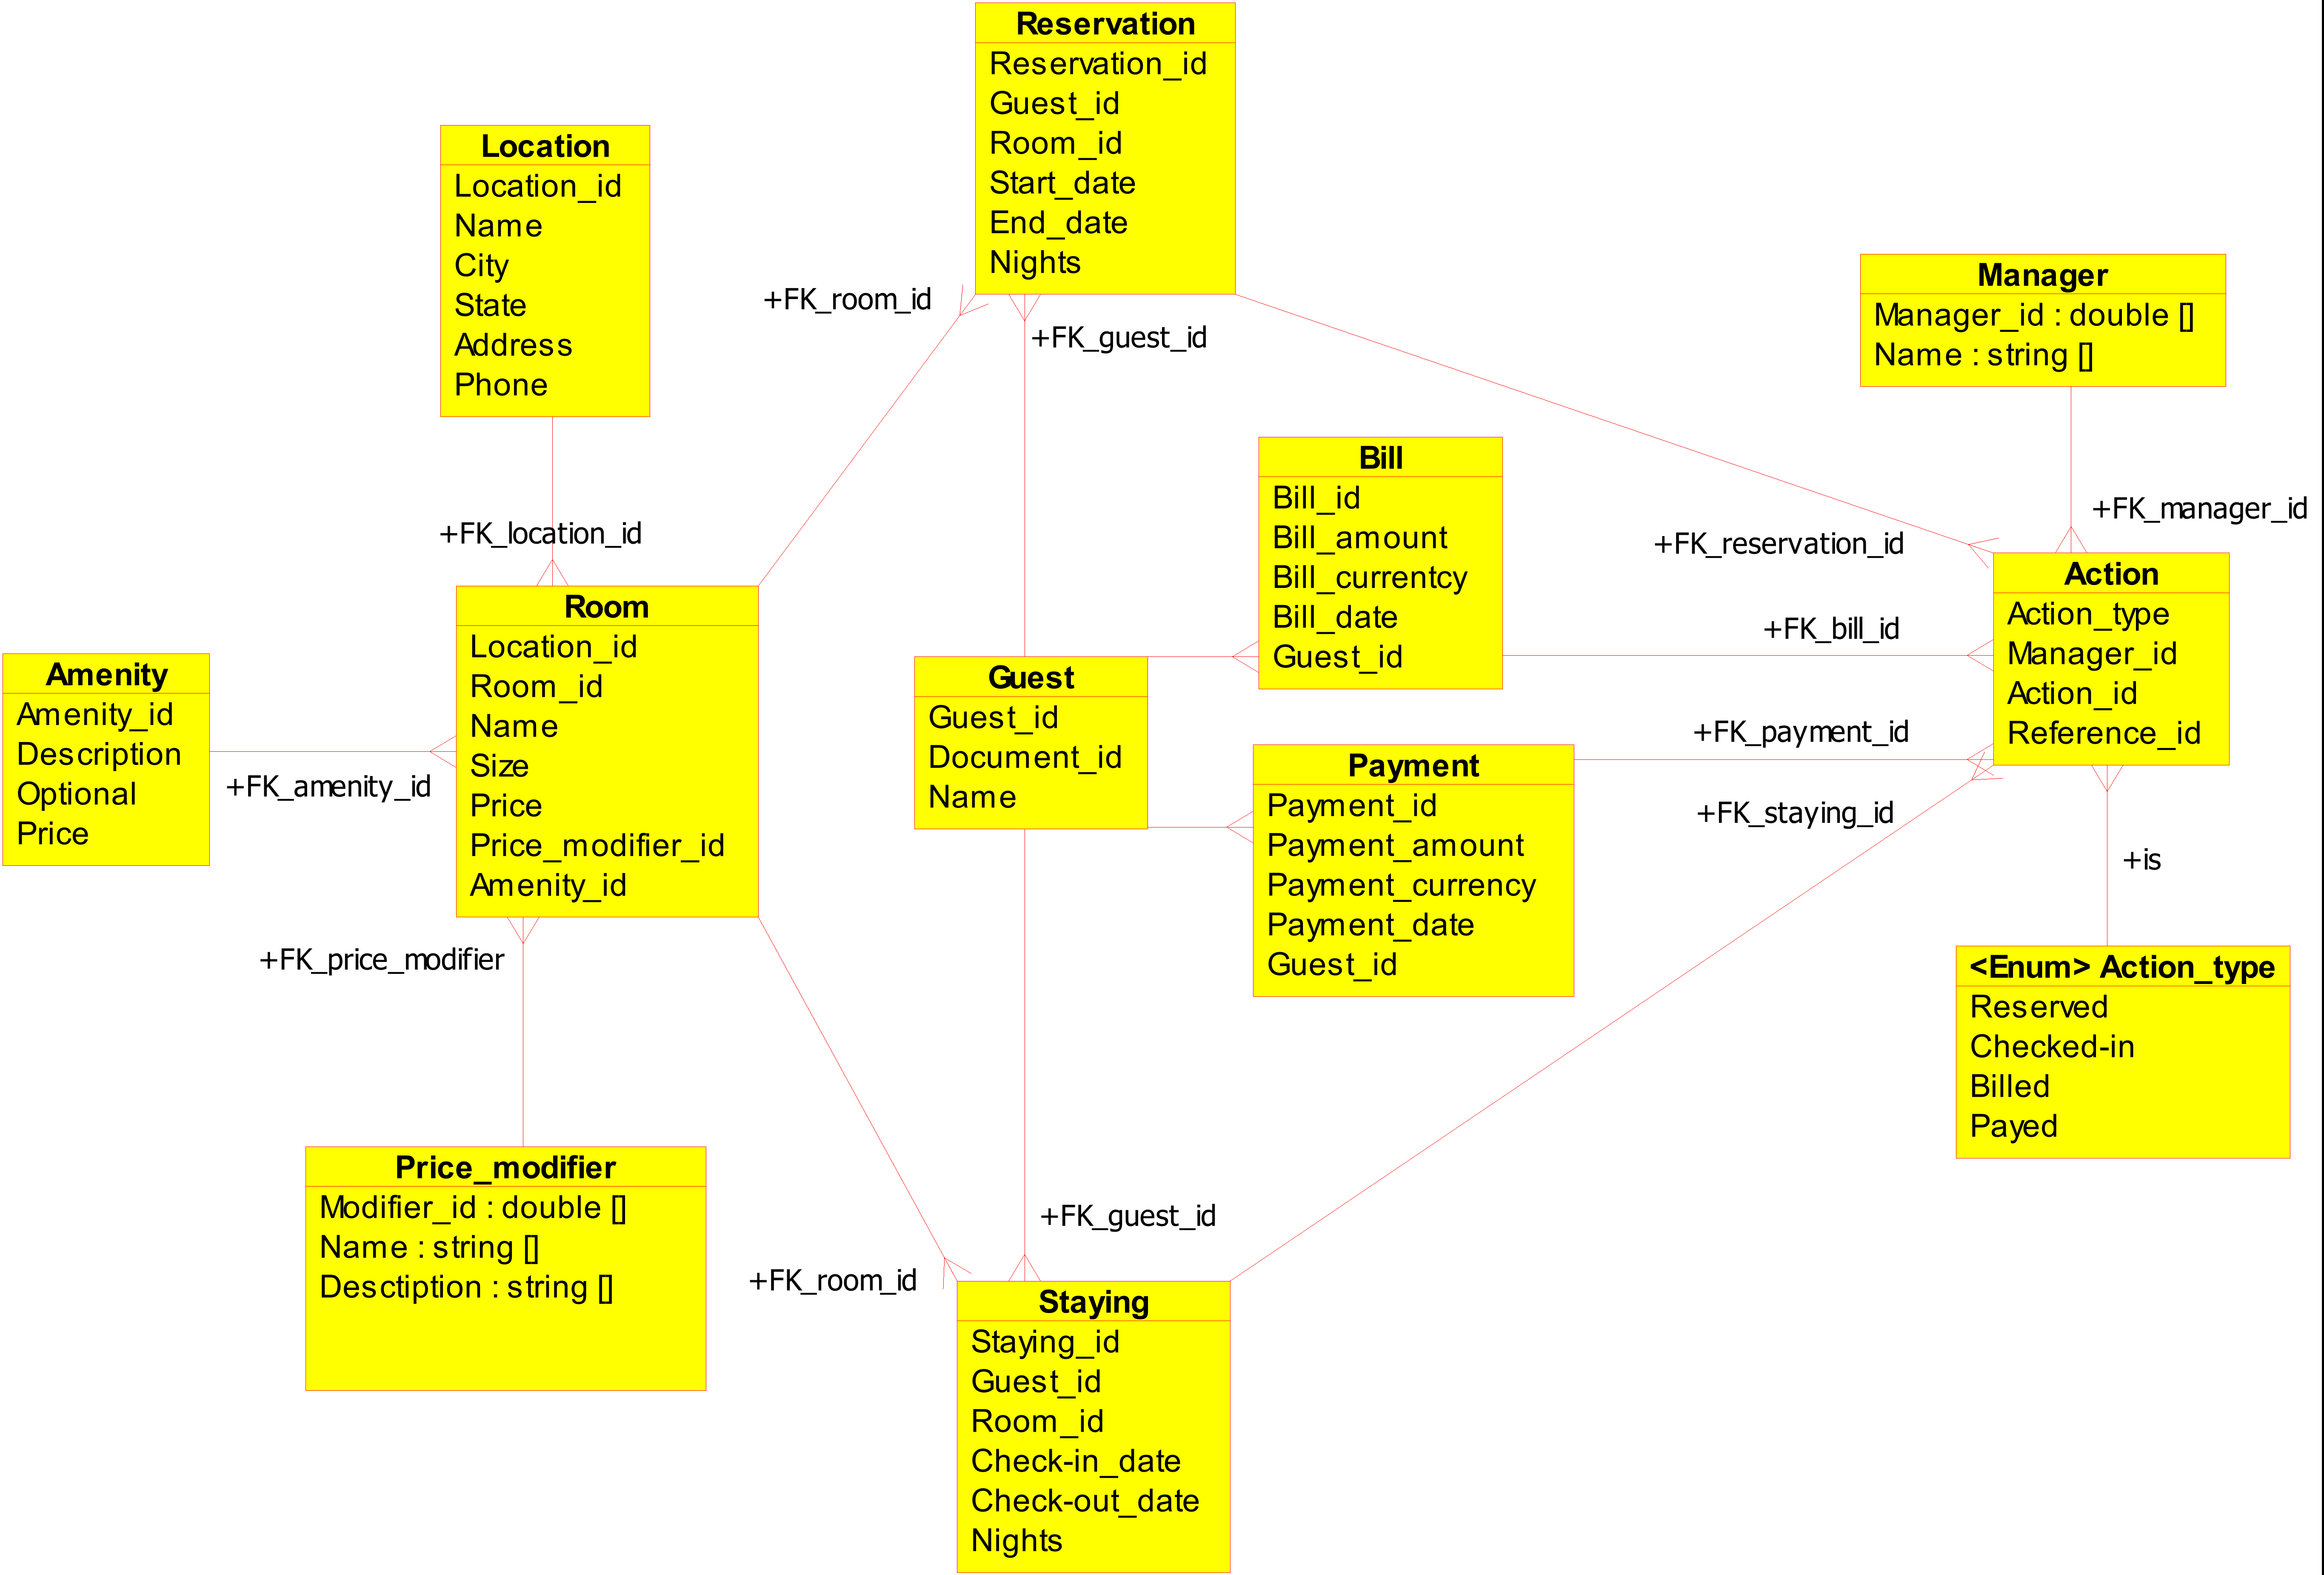 Reservation
Reservation_id
Guest_id
Room_id
Start_date
End_date
Nights
Location
Location_id
Name
City
State
Address
Phone
+FK_room_id
+FK_guest_id
Manager
Manager_id : double []
Name : string []
+FK_location_id
Bill
Bill_id
Bill_amount
Bill_currentcy
Bill_date
Guest_id
+FK_reservation_id
+FK_manager_id
+FK_bill_id
Action
Action_type
Manager_id
Action_id
Reference_id
Amenity
Amenity_id
Description
Optional
Price
+FK_amenity_id
Room
Location_id
Room_id
Name
Size
Price
Price_modifier_id
Amenity_id
Guest
Guest_id
Document_id
Name
Payment
Payment_id
Payment_amount
Payment_currency
Payment_date
Guest_id
+FK_payment_id
+FK_staying_id
+is
+FK_price_modifier
<Enum> Action_type
Reserved
Checked-in
Billed
Payed
Price_modifier
Modifier_id : double []
Name : string []
Desctiption : string []
+FK_guest_id
+FK_room_id
Staying
Staying_id
Guest_id
Room_id
Check-in_date
Check-out_date
Nights